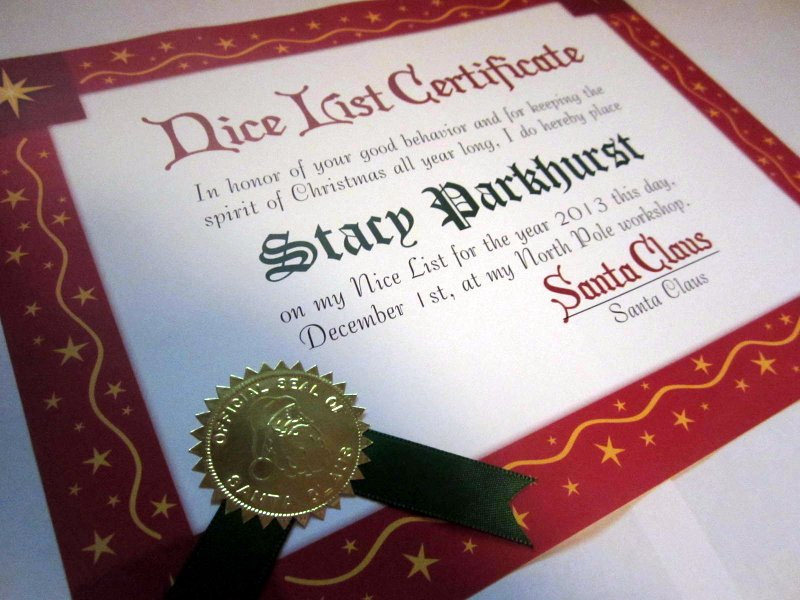 Nice List Certificate
In honor of your good behavior and for keeping the
spirit of Christmas all year long, I do hereby place
Stacy Parkhurst
on my Nice List for the year 2013 this day,
December 1st, at my North Pole workshop.
Santa Claus
Santa Claus
OFFICIAL SEAL OF
SANTA CLAUS